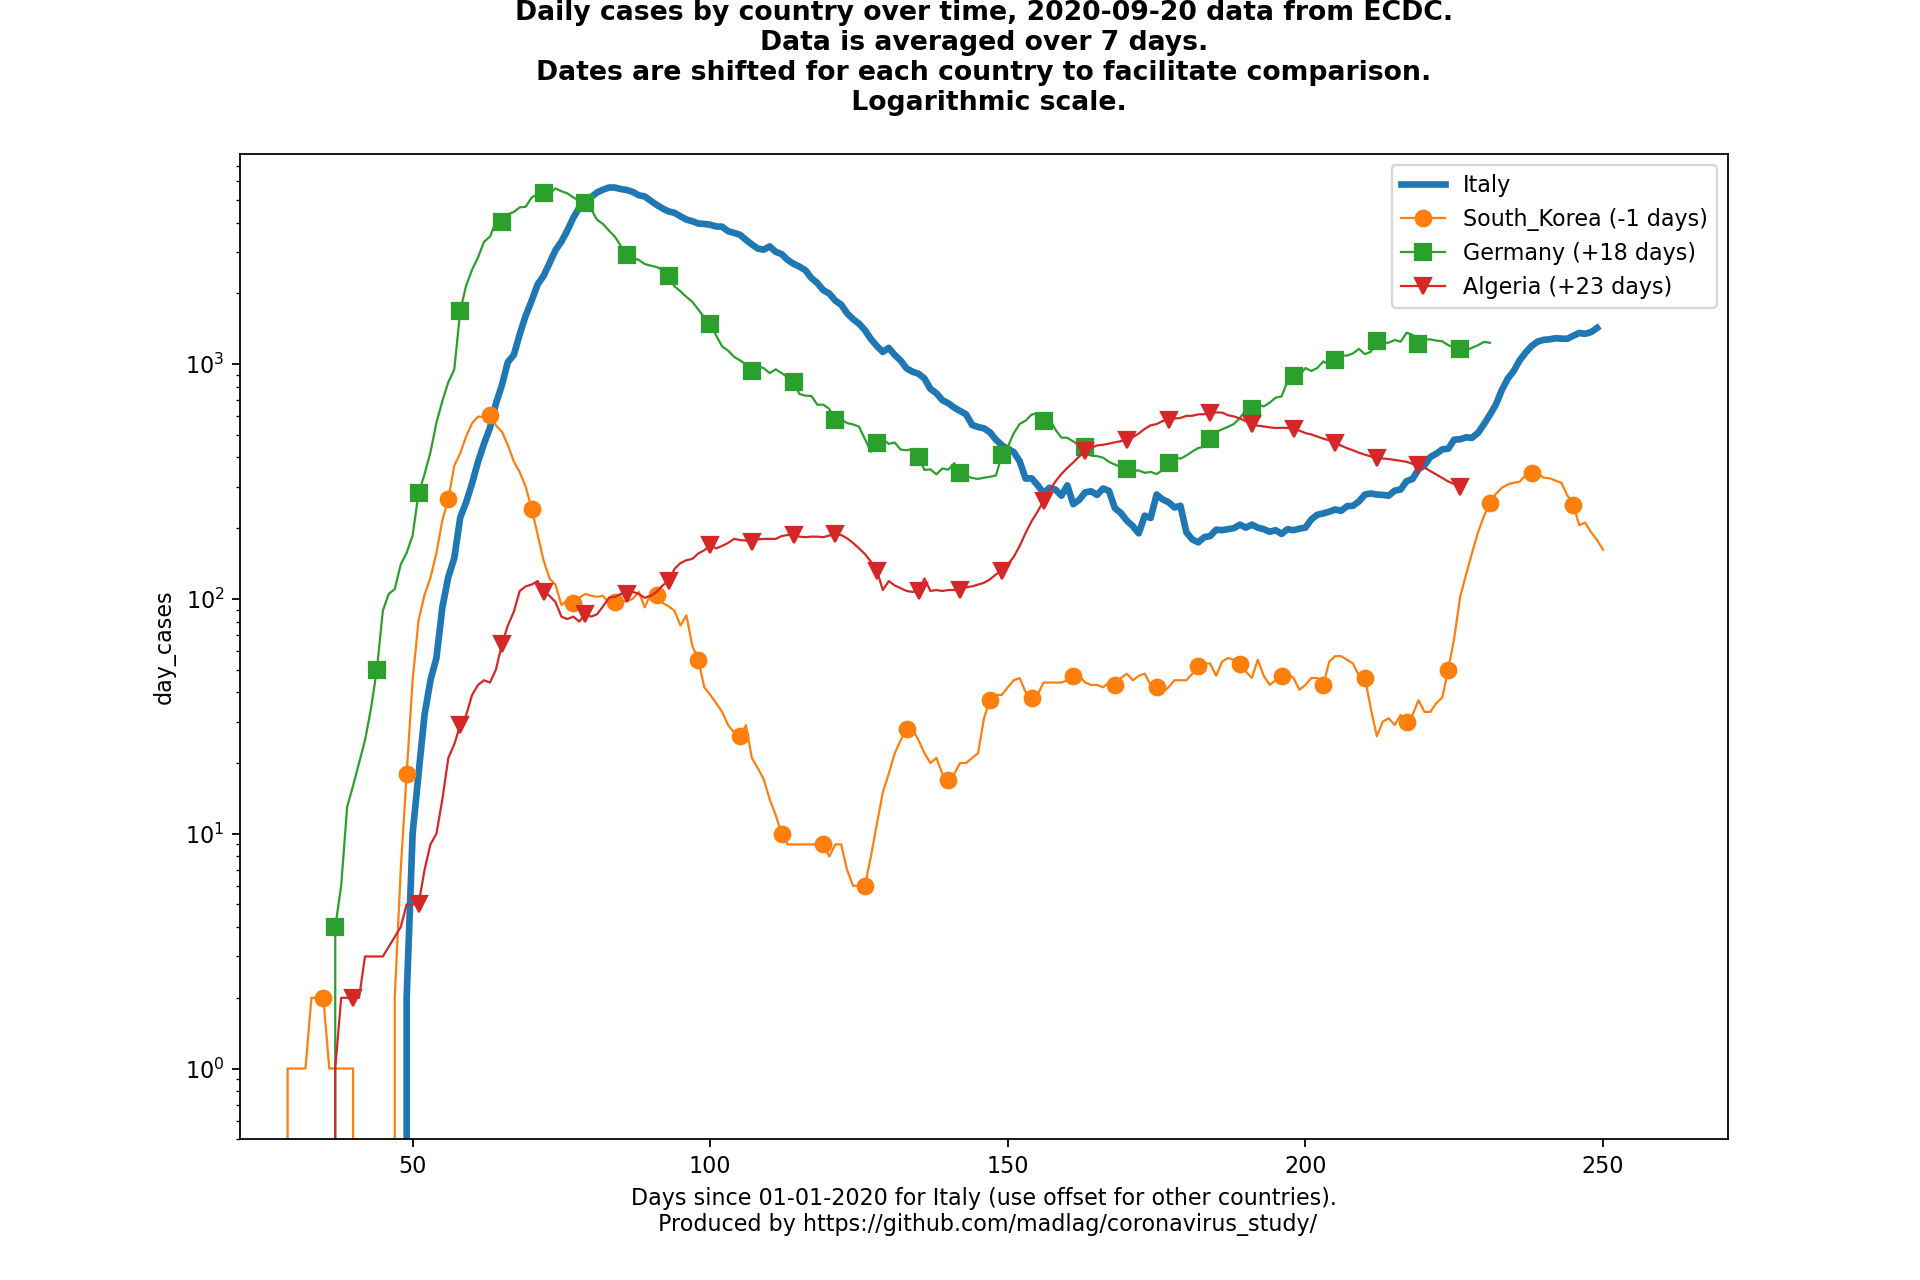 Daily cases by country over time, 2020-09-20 data from ECDC.
Data is averaged over 7 days.
Dates are shifted for each country to facilitate comparison.
Logarithmic scale.
Italy
South_Korea (-1 days)
Germany (+18 days)
Algeria (+23 days)
day_cases
10³
10²
10¹
10⁰
50 100 150 200 250
Days since 01-01-2020 for Italy (use offset for other countries).
Produced by https://github.com/madlag/coronavirus_study/